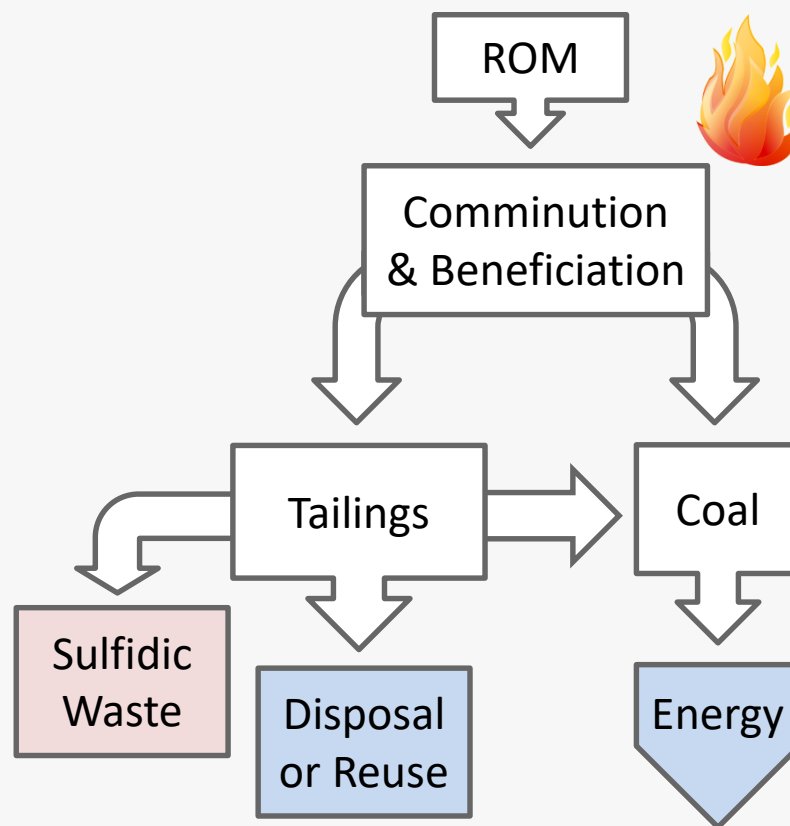 ROM
Comminution
& Beneficiation
Tailings
Coal
Sulfidic
Waste
Disposal
or Reuse
Energy